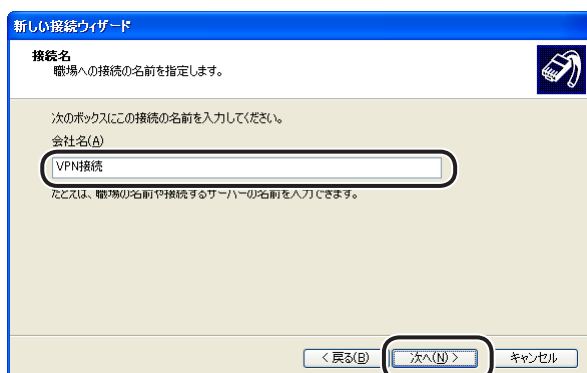 新しい接続ウィザード
接続名
職場への接続の名前を指定します。
次のボックスにこの接続の名前を入力してください。
会社名(A)
VPN接続
たとえば、職場の名前や接続するサーバーの名前を入力できます。
< 戻る(B)
次へ(N) >
キャンセル